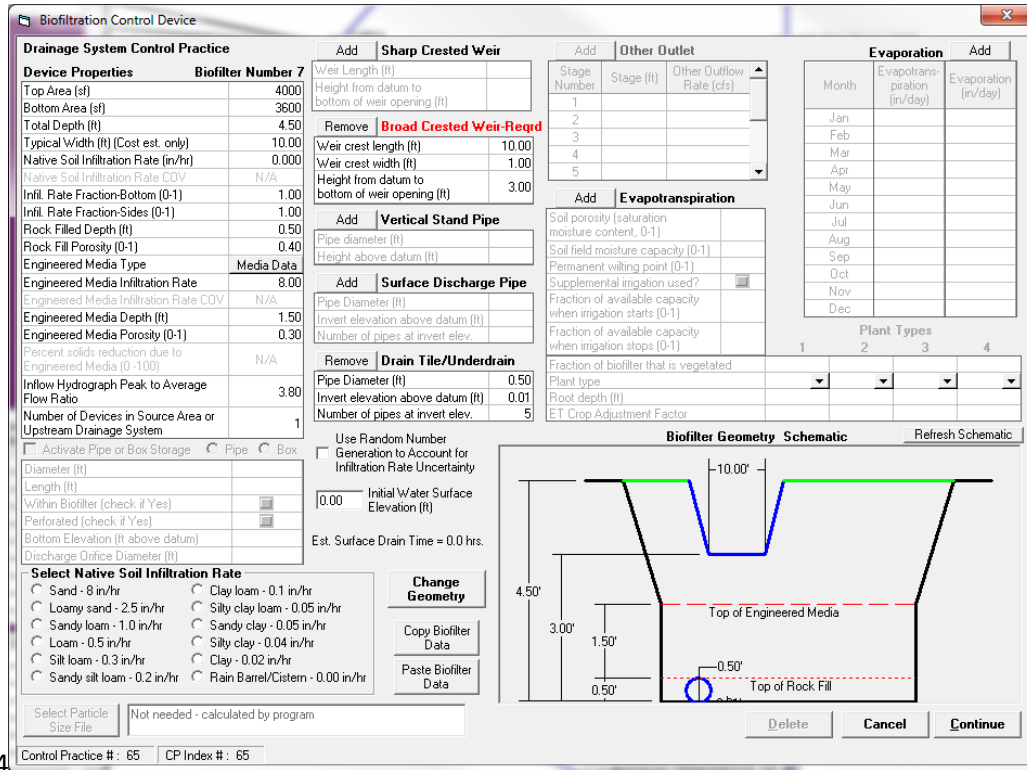 Biofiltration Control Device
Drainage System Control Practice
Device Properties Biofilter Number 7
Top Area (sf) 4000
Bottom Area (sf) 3600
Total Depth (ft) 4.50
Typical Width (ft) (Cost est. only) 10.00
Native Soil Infiltration Rate (in/hr) 0.000
Native Soil Infiltration Rate COV N/A
Infil. Rate Fraction-Bottom (0-1) 1.00
Infil. Rate Fraction-Sides (0-1) 1.00
Rock Filled Depth (ft) 0.50
Rock Fill Porosity (0-1) 0.40
Engineered Media Type Media Data
Engineered Media Infiltration Rate 8.00
Engineered Media Infiltration Rate COV N/A
Engineered Media Depth (ft) 1.50
Engineered Media Porosity (0-1) 0.30
Percent solids reduction due to
Engineered Media (0 -100) N/A
Inflow Hydrograph Peak to Average
Flow Ratio 3.80
Number of Devices in Source Area or
Upstream Drainage System 1
Activate Pipe or Box Storage Pipe Box
Diameter (ft)
Length (ft)
Within Biofilter (check if Yes)
Perforated (check if Yes)
Bottom Elevation (ft above datum)
Discharge Orifice Diameter (ft)
Select Native Soil Infiltration Rate
Sand - 8 in/hr Clay loam - 0.1 in/hr
Loamy sand - 2.5 in/hr Silty clay loam - 0.05 in/hr
Sandy loam - 1.0 in/hr Sandy clay - 0.05 in/hr
Loam - 0.5 in/hr Silty clay - 0.04 in/hr
Silt loam - 0.3 in/hr Clay - 0.02 in/hr
Sandy silt loam - 0.2 in/hr Rain Barrel/Cistern - 0.00 in/hr
Select Particle
Size File
Not needed - calculated by program
Control Practice # : 65 CP Index # : 65
4
Add Sharp Crested Weir
Weir Length (ft)
Height from datum to
bottom of weir opening (ft)
Remove Broad Crested Weir-Reqrd
Weir crest length (ft) 10.00
Weir crest width (ft) 1.00
Height from datum to
bottom of weir opening (ft) 3.00
Add Vertical Stand Pipe
Pipe diameter (ft)
Height above datum (ft)
Add Surface Discharge Pipe
Pipe Diameter (ft)
Invert elevation above datum (ft)
Number of pipes at invert elev.
Remove Drain Tile/Underdrain
Pipe Diameter (ft) 0.50
Invert elevation above datum (ft) 0.01
Number of pipes at invert elev. 5
Use Random Number
Generation to Account for
Infiltration Rate Uncertainty
0.00 Initial Water Surface
Elevation (ft)
Est. Surface Drain Time = 0.0 hrs.
Change
Geometry
Copy Biofilter
Data
Paste Biofilter
Data
Add Other Outlet
Stage
Number Stage (ft) Other Outflow
Rate (cfs)
1
2
3
4
5
Add Evapotranspiration
Soil porosity (saturation
moisture content, 0-1)
Soil field moisture capacity (0-1)
Permanent wilting point (0-1)
Supplemental irrigation used?
Fraction of available capacity
when irrigation starts (0-1)
Fraction of available capacity
when irrigation stops (0-1)
Fraction of biofilter that is vegetated
Plant type
Root depth (ft)
ET Crop Adjustment Factor
Evaporation Add
Month Evapotrans-
piration
(in/day) Evaporation
(in/day)
Jan
Feb
Mar
Apr
May
Jun
Jul
Aug
Sep
Oct
Nov
Dec
Plant Types
1 2 3 4
Biofilter Geometry Schematic Refresh Schematic
10.00'
4.50'
3.00'
Top of Engineered Media
1.50'
0.50'
0.50'
Top of Rock Fill
Delete Cancel Continue